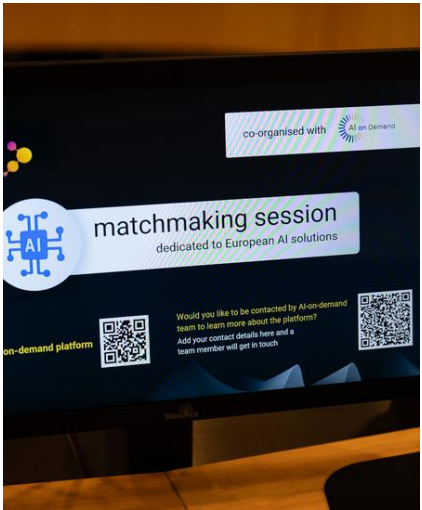 co-organised with
AI on Demand
AI
matchmaking session
dedicated to European AI solutions
on-demand platform
Would you like to be contacted by AI-on-demand
team to learn more about the platform?
Add your contact details here and a
team member will get in touch